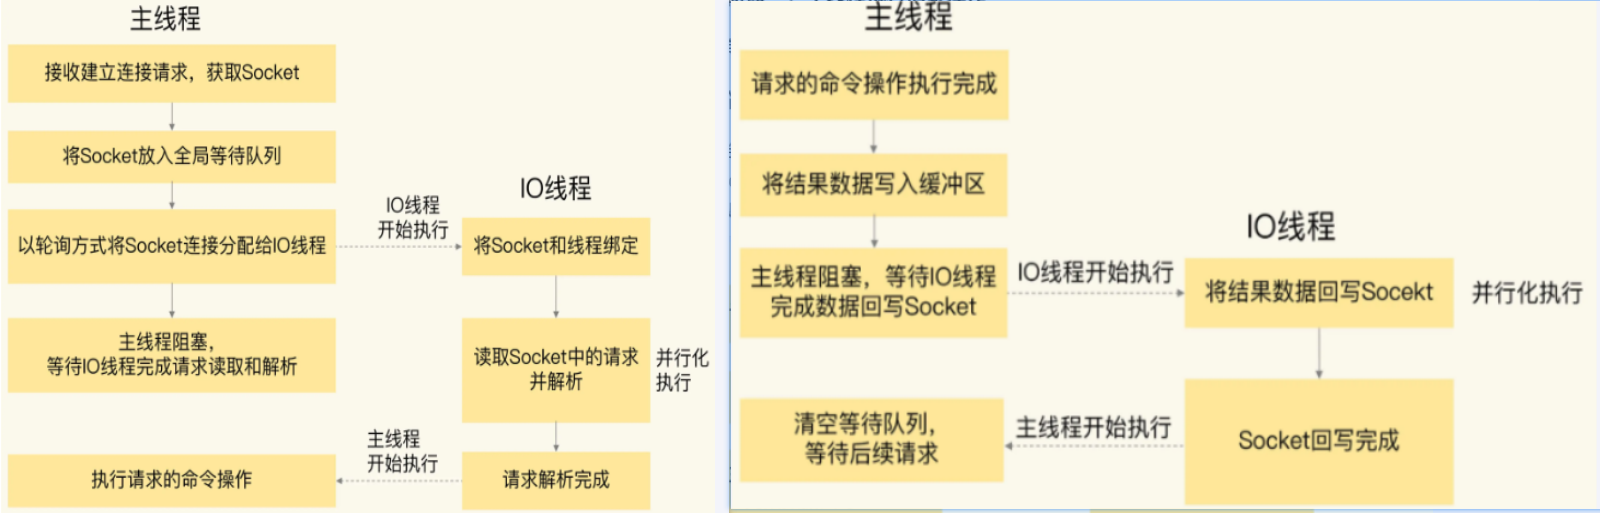 主线程
接收建立连接请求，获取Socket
将Socket放入全局等待队列
以轮询方式将Socket连接分配给IO线程
主线程阻塞，
等待IO线程完成请求读取和解析
执行请求的命令操作
IO线程
开始执行
IO线程
将Socket和线程绑定
读取Socket中的请求
并解析
并行化
执行
请求解析完成
主线程
开始执行
主线程
请求的命令操作执行完成
将结果数据写入缓冲区
主线程阻塞，等待IO线程
完成数据回写Socket
IO线程开始执行
IO线程
将结果数据回写Socekt
并行化执行
Socket回写完成
主线程开始执行
清空等待队列，
等待后续请求